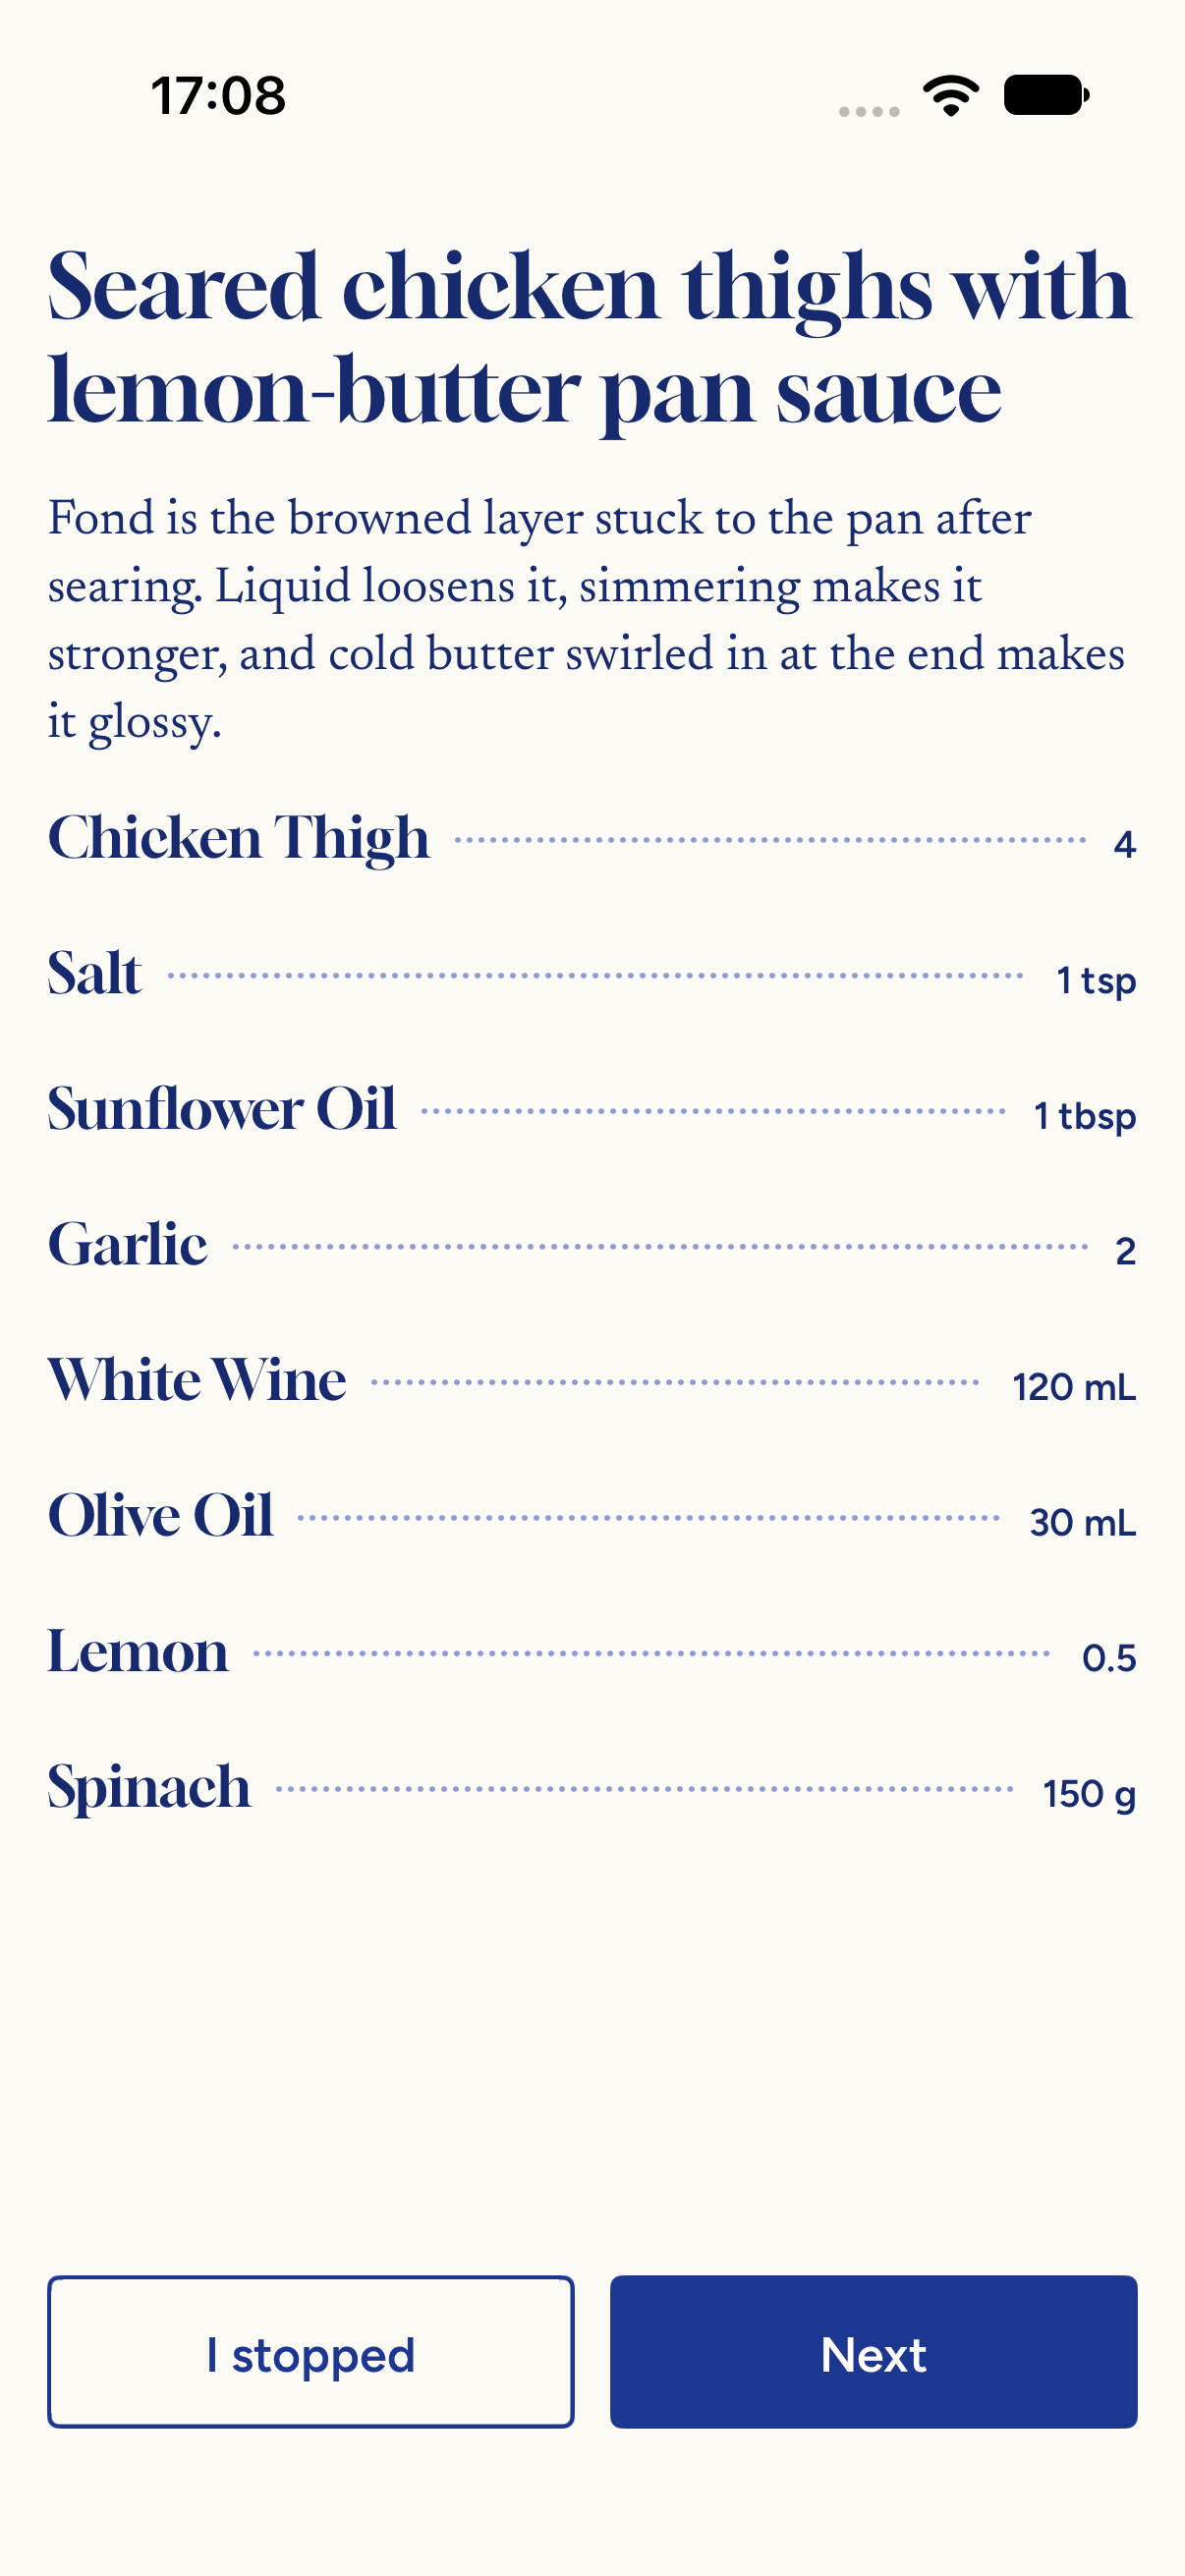 17:08
Seared chicken thighs with
lemon-butter pan sauce
Fond is the browned layer stuck to the pan after
searing. Liquid loosens it, simmering makes it
stronger, and cold butter swirled in at the end makes
it glossy.
Chicken Thigh 4
Salt 1 tsp
Sunflower Oil 1 tbsp
Garlic 2
White Wine 120 mL
Olive Oil 30 mL
Lemon 0.5
Spinach 150 g
I stopped Next